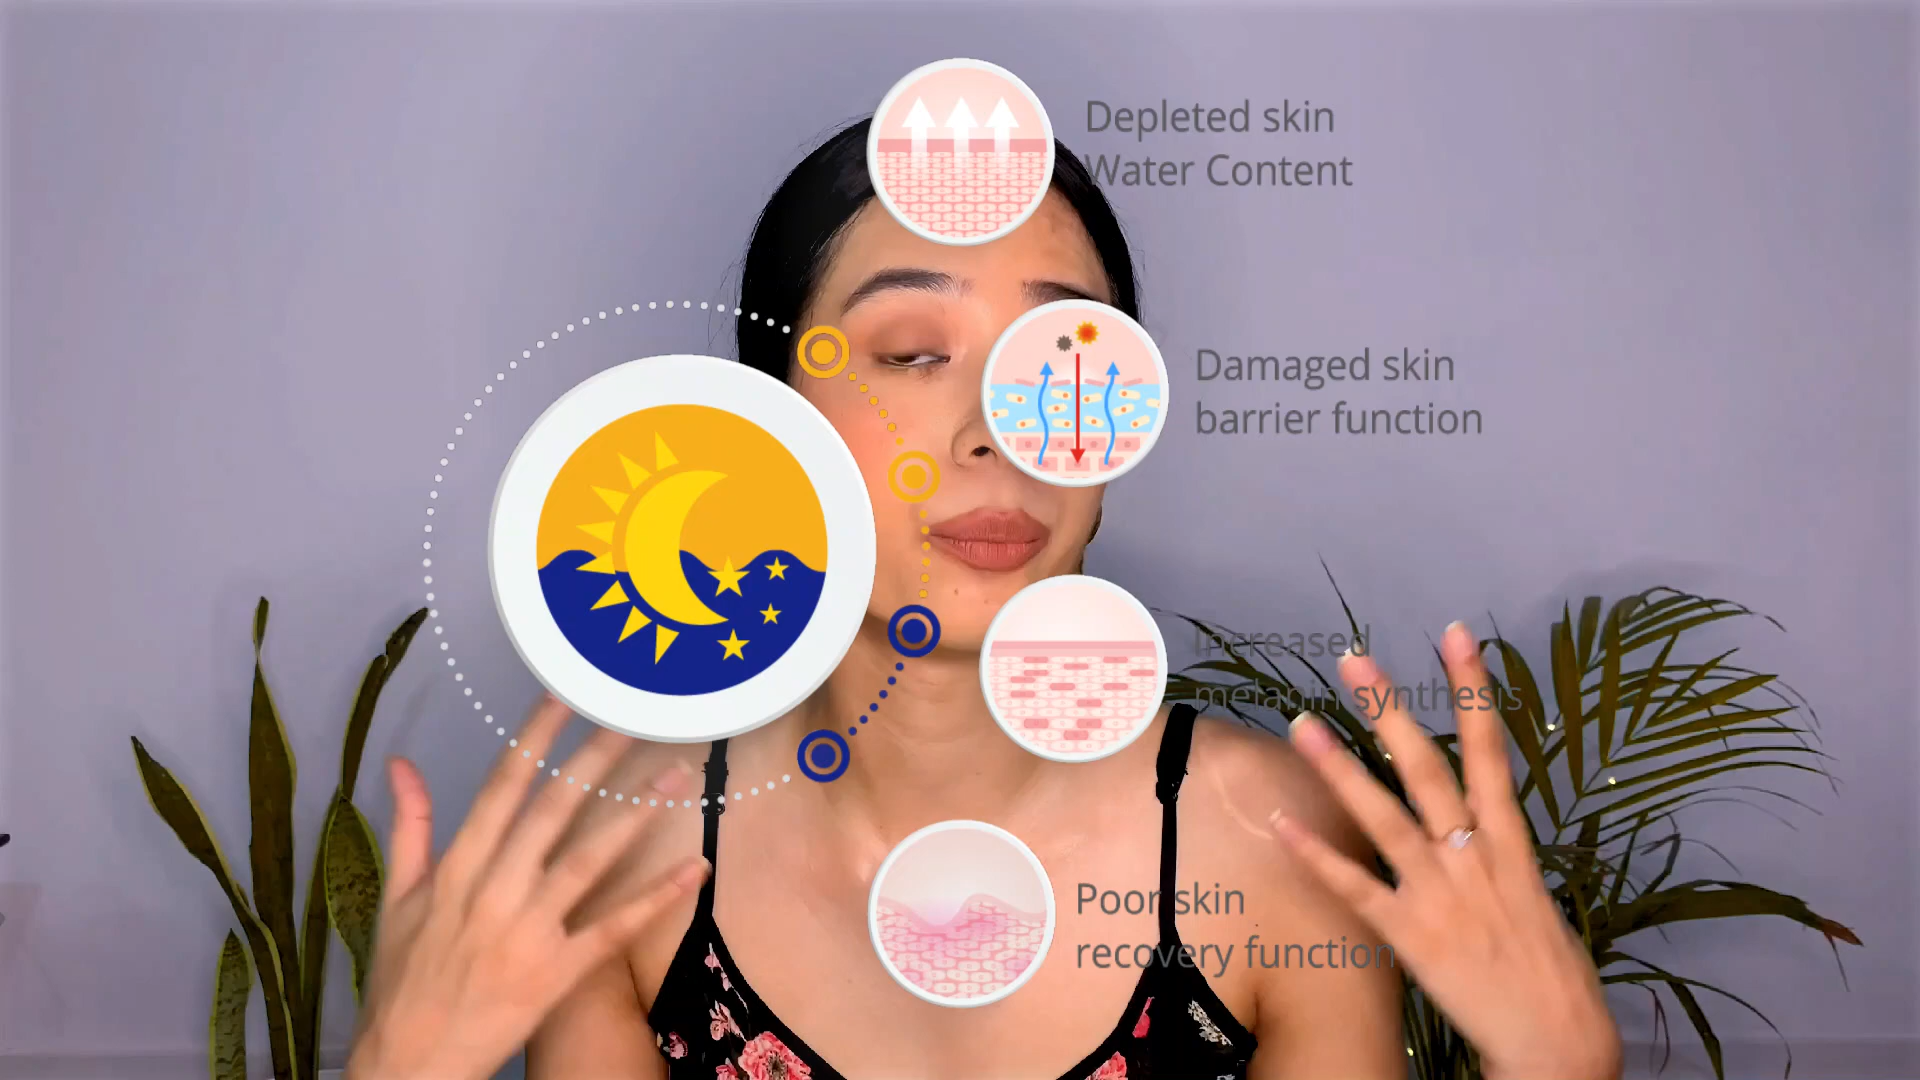 Depleted skin
Water Content
Damaged skin
barrier function
Increased
melanin synthesis
Poor skin
recovery function